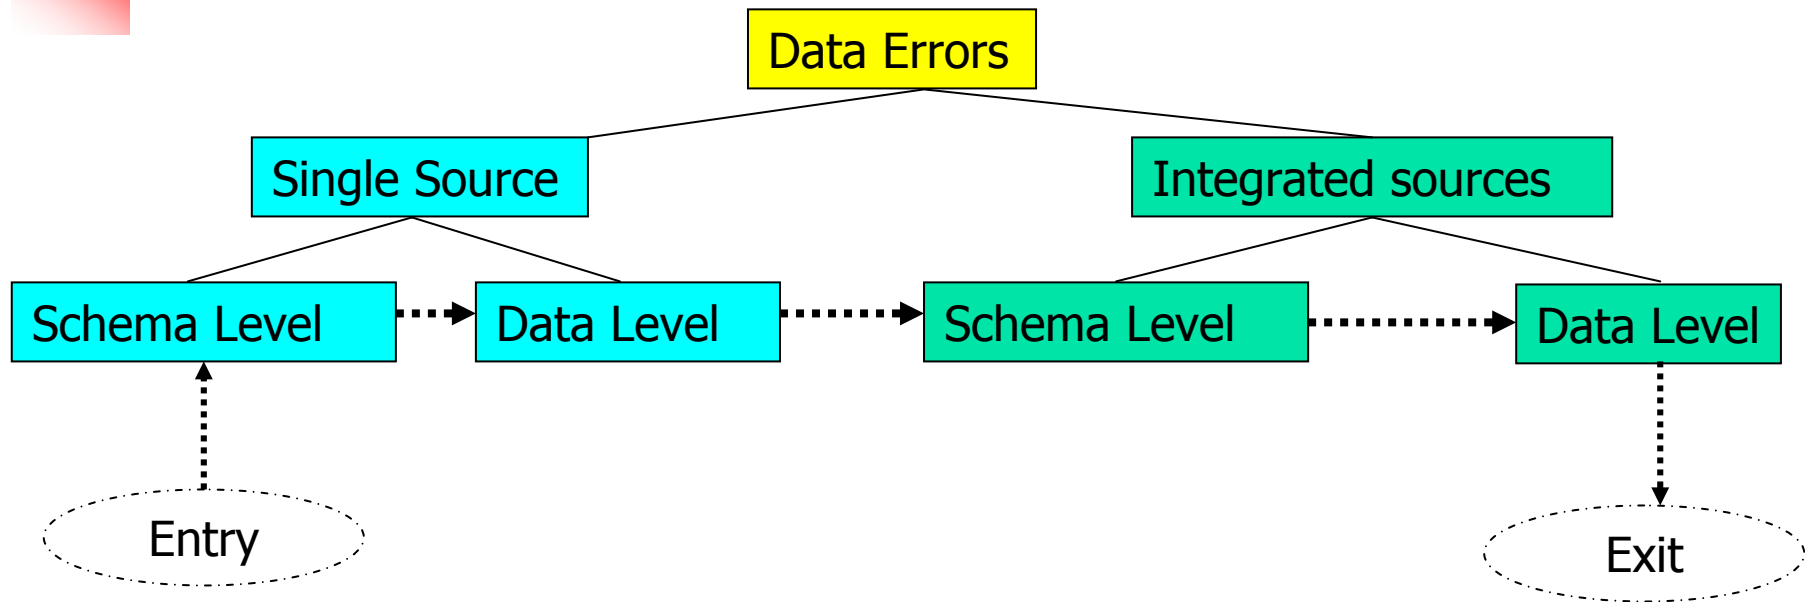 Data Errors
Single Source
Integrated sources
Schema Level
Data Level
Schema Level
Data Level
Entry
Exit